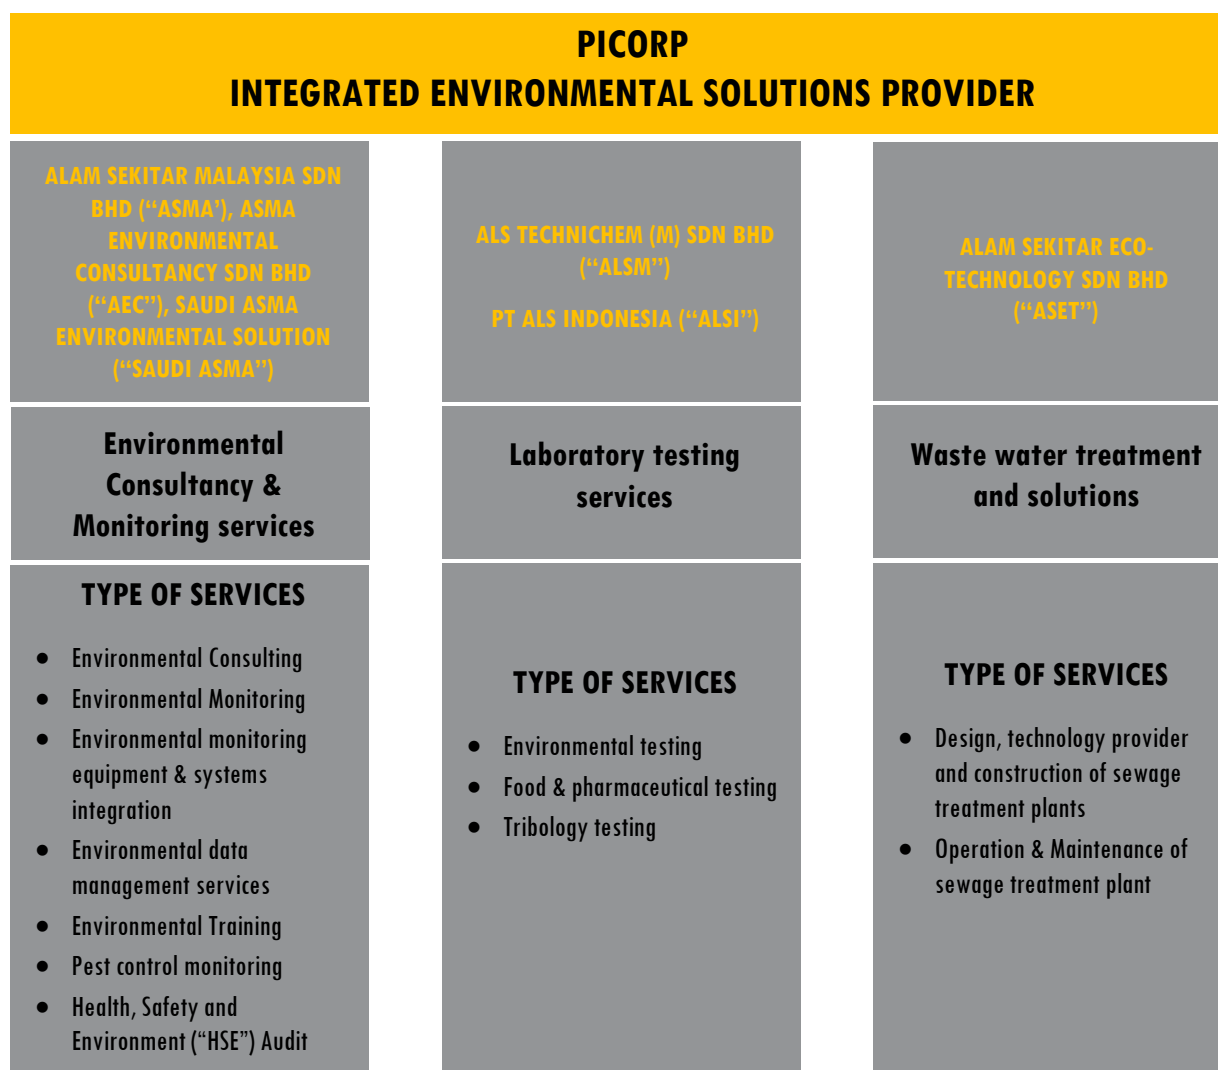 PICORP
INTEGRATED ENVIRONMENTAL SOLUTIONS PROVIDER
ALAM SEKITAR MALAYSIA SDN
BHD (“ASMA’), ASMA
ENVIRONMENTAL
CONSULTANCY SDN BHD
(“AEC”), SAUDI ASMA
ENVIRONMENTAL SOLUTION
(“SAUDI ASMA”)
Environmental
Consultancy &
Monitoring services
TYPE OF SERVICES
● Environmental Consulting
● Environmental Monitoring
● Environmental monitoring
equipment & systems
integration
● Environmental data
management services
● Environmental Training
● Pest control monitoring
● Health, Safety and
Environment (“HSE”) Audit
ALS TECHNICHEM (M) SDN BHD
(“ALSM”)
PT ALS INDONESIA (“ALSI”)
Laboratory testing
services
TYPE OF SERVICES
● Environmental testing
● Food & pharmaceutical testing
● Tribology testing
ALAM SEKITAR ECO-
TECHNOLOGY SDN BHD
(“ASET”)
Waste water treatment
and solutions
TYPE OF SERVICES
● Design, technology provider
and construction of sewage
treatment plants
● Operation & Maintenance of
sewage treatment plant